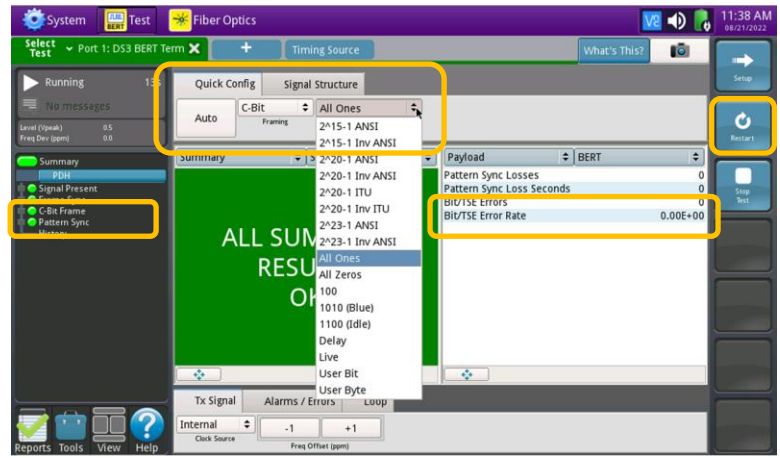 System Test Fiber Optics 11:38 AM
08/21/2022
Select Test Port 1: DS3 BERT Term X + Timing Source What's This?
Running 13s
No messages
Level (Vpeak) 0.5
Freq Dev (ppm) 0.0
Summary
PDH
Signal Present
Frame Sync
C-Bit Frame
Pattern Sync
History
Quick Config Signal Structure
Auto
C-Bit
Framing
All Ones
2^15-1 ANSI
2^15-1 Inv ANSI
2^20-1 ANSI
2^20-1 Inv ANSI
2^20-1 ITU
2^20-1 Inv ITU
2^23-1 ANSI
2^23-1 Inv ANSI
All Ones
All Zeros
100
1010 (Blue)
1100 (Idle)
Delay
Live
User Bit
User Byte
Summary
ALL SUM
RESU
OK
Payload BERT
Pattern Sync Losses 0
Pattern Sync Loss Seconds 0
Bit/TSE Errors 0
Bit/TSE Error Rate 0.00E+00
Tx Signal Alarms / Errors Loop
Internal
Clock Source
-1 +1
Freq Offset (ppm)
Setup
Restart
Stop
Test
Reports Tools View Help